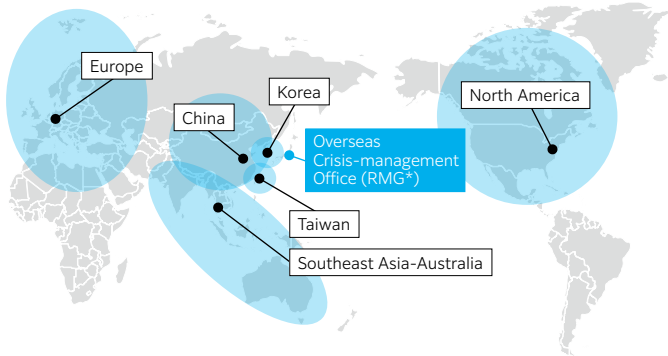 Europe
Korea
North America
China
Overseas
Crisis-management
Office (RMG*)
Taiwan
Southeast Asia-Australia